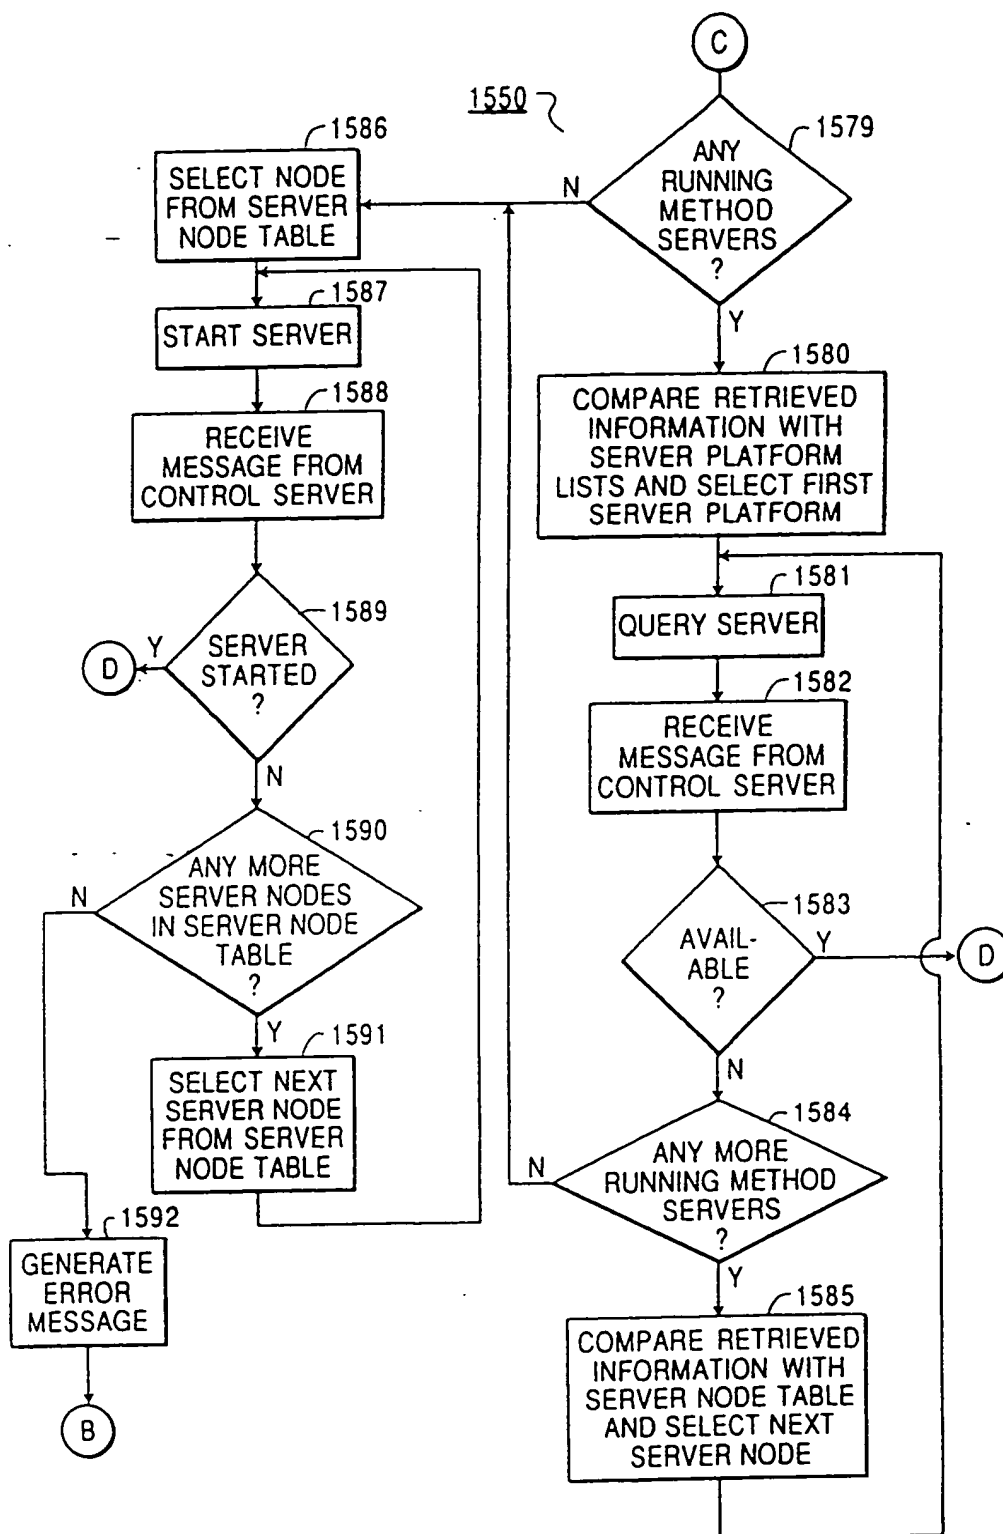 C
1550
1579
ANY
RUNNING
METHOD
SERVERS
?
N
Y
1586
SELECT NODE
FROM SERVER
NODE TABLE
1587
START SERVER
1588
RECEIVE
MESSAGE FROM
CONTROL SERVER
1589
SERVER
STARTED
?
Y
D
N
1590
ANY MORE
SERVER NODES
IN SERVER NODE
TABLE
?
N
Y
1591
SELECT NEXT
SERVER NODE
FROM SERVER
NODE TABLE
1592
GENERATE
ERROR
MESSAGE
B
1580
COMPARE RETRIEVED
INFORMATION WITH
SERVER PLATFORM
LISTS AND SELECT FIRST
SERVER PLATFORM
1581
QUERY SERVER
1582
RECEIVE
MESSAGE FROM
CONTROL SERVER
1583
AVAIL-
ABLE
?
Y
D
N
1584
ANY MORE
RUNNING METHOD
SERVERS
?
N
Y
1585
COMPARE RETRIEVED
INFORMATION WITH
SERVER NODE TABLE
AND SELECT NEXT
SERVER NODE